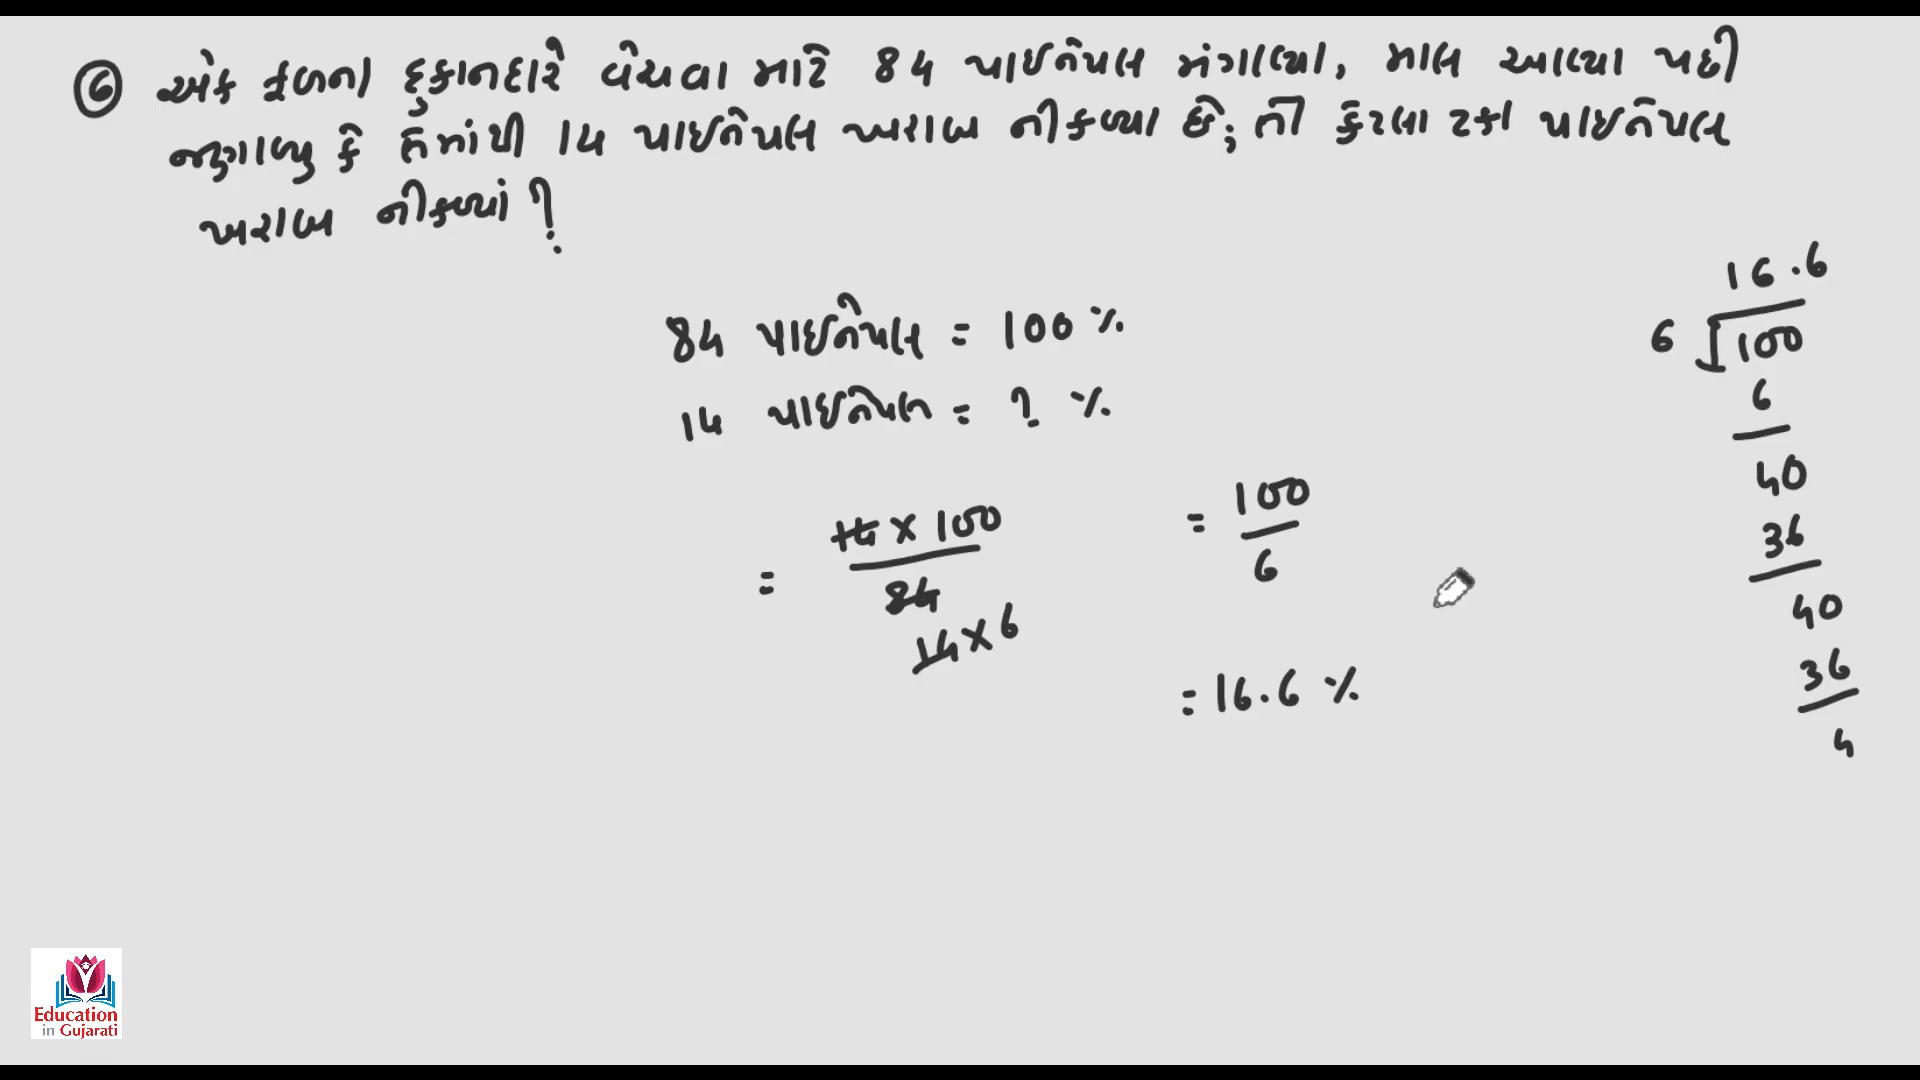 ⑥ એક ફળના દુકાનદારે વેચવા માટે 84 પાઈનેપલ મંગાવ્યા, માલ આવ્યા પછી
જણાવ્યુ કે તેમાંથી 14 પાઈનેપલ ખરાબ નીકળ્યા છે; તો કેટલા ટકા પાઈનેપલ
ખરાબ નીકળ્યાં ?
84 પાઈનેપલ = 100 %
14 પાઈનેપલ = ? %
= 14 × 100
84
14 × 6
= 100
6
= 16.6 %
16.6
6 100
6
40
36
40
36
4
Education
in Gujarati